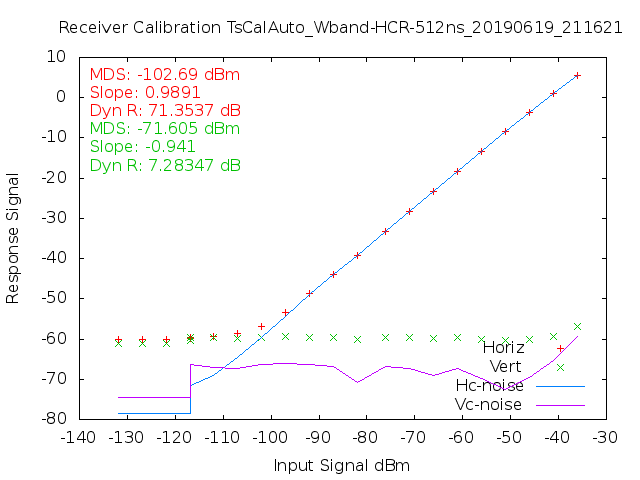 Receiver Calibration TsCalAuto_Wband-HCR-512ns_20190619_211621
10
0
-10
-20
-30
-40
-50
-60
-70
-80
Response Signal
MDS: -102.69 dBm
Slope: 0.9891
Dyn R: 71.3537 dB
MDS: -71.605 dBm
Slope: -0.941
Dyn R: 7.28347 dB
Horiz
Vert
Hc-noise
Vc-noise
-140 -130 -120 -110 -100 -90 -80 -70 -60 -50 -40 -30
Input Signal dBm